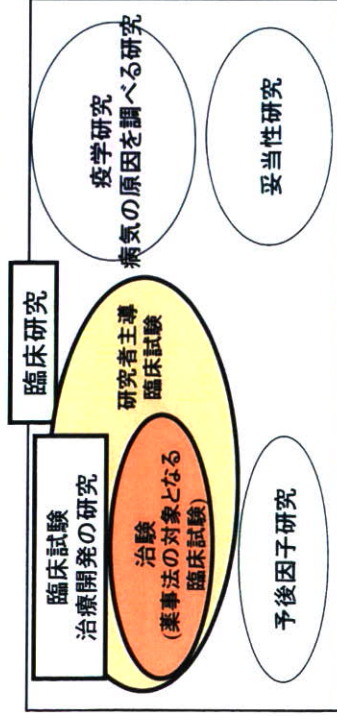 臨床研究
臨床試験
治療開発の研究
研究者主導
臨床試験
治験
(薬事法の対象となる
臨床試験)
疫学研究
病気の原因を調べる研究
予後因子研究
妥当性研究